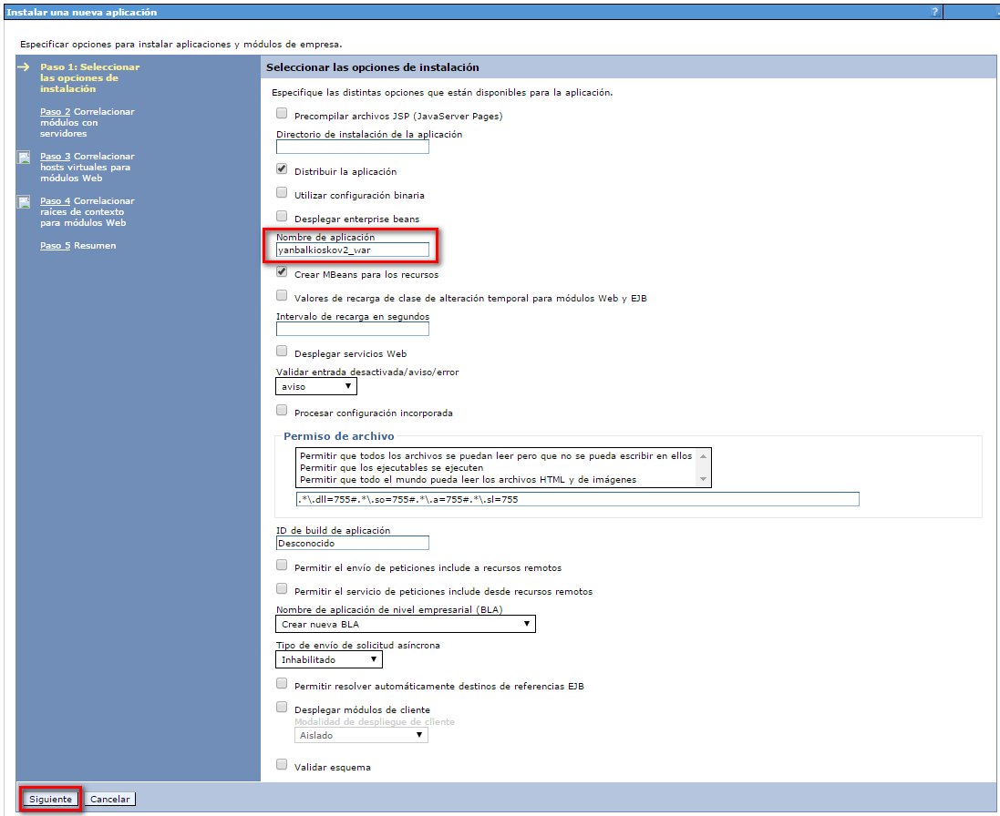 Instalar una nueva aplicación
?
Especificar opciones para instalar aplicaciones y módulos de empresa.
Paso 1: Seleccionar
las opciones de
instalación
Paso 2 Correlacionar
módulos con
servidores
Paso 3 Correlacionar
hosts virtuales para
módulos Web
Paso 4 Correlacionar
raíces de contexto
para módulos Web
Paso 5 Resumen
Seleccionar las opciones de instalación
Especifique las distintas opciones que están disponibles para la aplicación.
Precompilar archivos JSP (JavaServer Pages)
Directorio de instalación de la aplicación
Distribuir la aplicación
Utilizar configuración binaria
Desplegar enterprise beans
Nombre de aplicación
yanbalkioskov2_war
Crear MBeans para los recursos
Valores de recarga de clase de alteración temporal para módulos Web y EJB
Intervalo de recarga en segundos
Desplegar servicios Web
Validar entrada desactivada/aviso/error
aviso
Procesar configuración incorporada
Permiso de archivo
Permitir que todos los archivos se puedan leer pero que no se pueda escribir en ellos
Permitir que los ejecutables se ejecuten
Permitir que todo el mundo pueda leer los archivos HTML y de imágenes
.*\.dll=755#.*\.so=755#.*\.a=755#.*\.sl=755
ID de build de aplicación
Desconocido
Permitir el envío de peticiones include a recursos remotos
Permitir el servicio de peticiones include desde recursos remotos
Nombre de aplicación de nivel empresarial (BLA)
Crear nueva BLA
Tipo de envío de solicitud asíncrona
Inhabilitado
Permitir resolver automáticamente destinos de referencias EJB
Desplegar módulos de cliente
Modalidad de despliegue de cliente
Aislado
Validar esquema
Siguiente
Cancelar